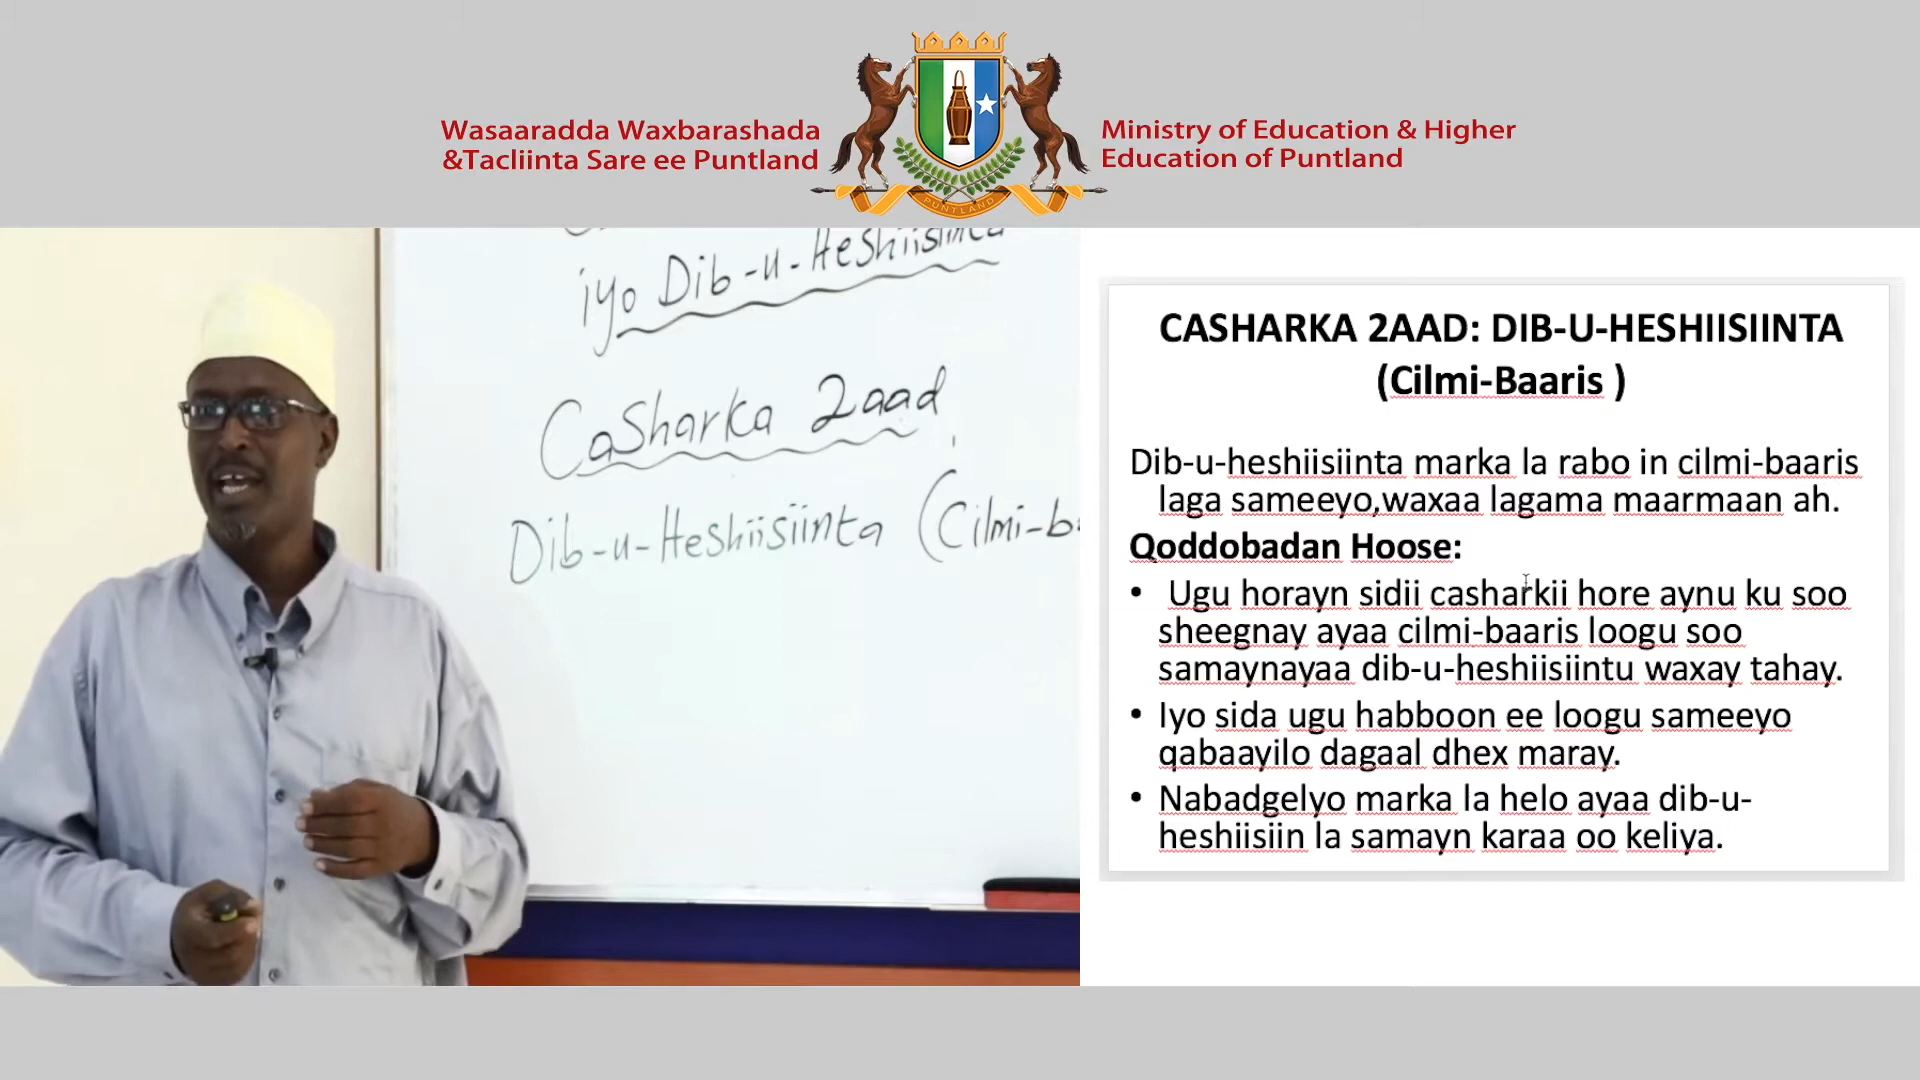 Wasaaradda Waxbarashada
&Tacliinta Sare ee Puntland
PUNTLAND
Ministry of Education & Higher
Education of Puntland
iyo Dib-u-Heshiisiinta
Casharka 2aad
Dib-u-Heshiisiinta (Cilmi-ba
CASHARKA 2AAD: DIB-U-HESHIISIINTA
(Cilmi-Baaris )
Dib-u-heshiisiinta marka la rabo in cilmi-baaris
laga sameeyo,waxaa lagama maarmaan ah.
Qoddobadan Hoose:
• Ugu horayn sidii casharkii hore aynu ku soo
sheegnay ayaa cilmi-baaris loogu soo
samaynayaa dib-u-heshiisiintu waxay tahay.
• Iyo sida ugu habboon ee loogu sameeyo
qabaayilo dagaal dhex maray.
• Nabadgelyo marka la helo ayaa dib-u-
heshiisiin la samayn karaa oo keliya.